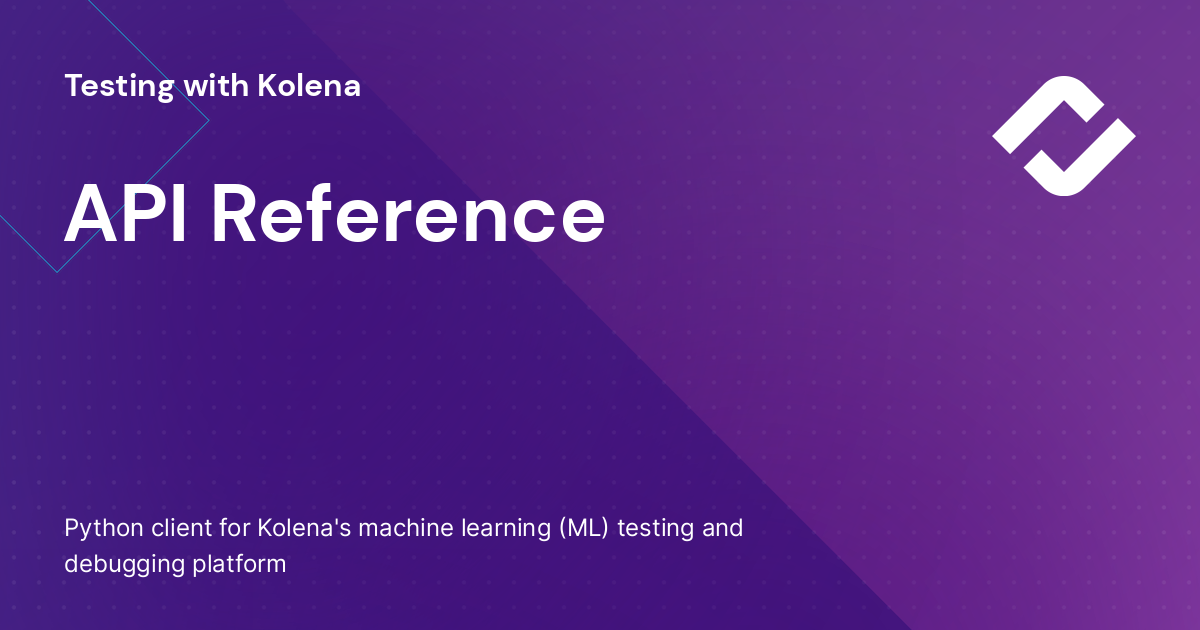 Testing with Kolena
API Reference
Python client for Kolena's machine learning (ML) testing and
debugging platform